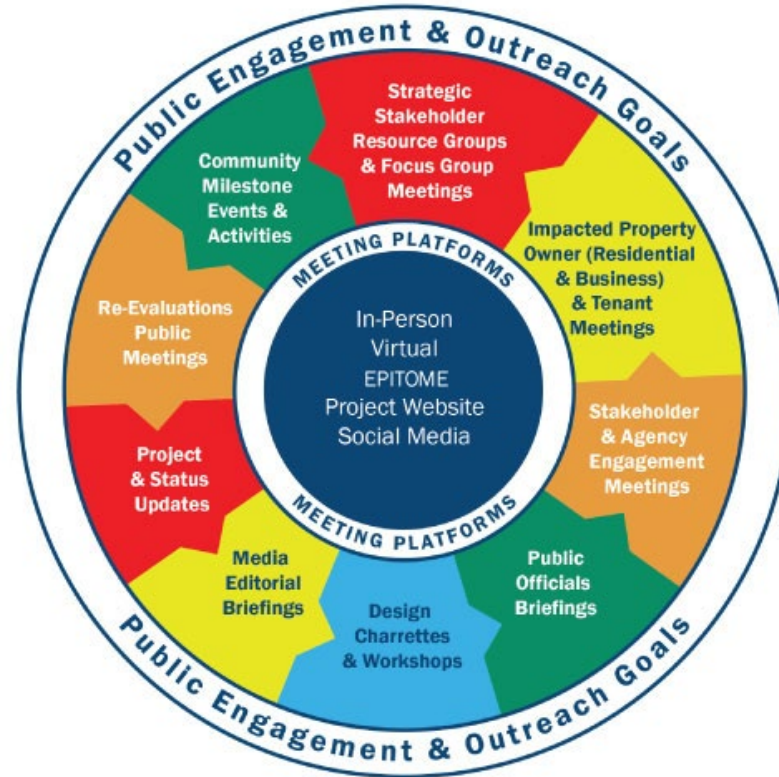 Public Engagement & Outreach Goals
Strategic
Stakeholder
Resource Groups
& Focus Group
Meetings
Impacted Property
Owner (Residential
& Business)
& Tenant
Meetings
Stakeholder
& Agency
Engagement
Meetings
Public
Officials
Briefings
Design
Charrettes
& Workshops
Media
Editorial
Briefings
Project
& Status
Updates
Re-Evaluations
Public
Meetings
Community
Milestone
Events &
Activities
MEETING PLATFORMS
In-Person
Virtual
EPITOME
Project Website
Social Media
MEETING PLATFORMS
Public Engagement & Outreach Goals